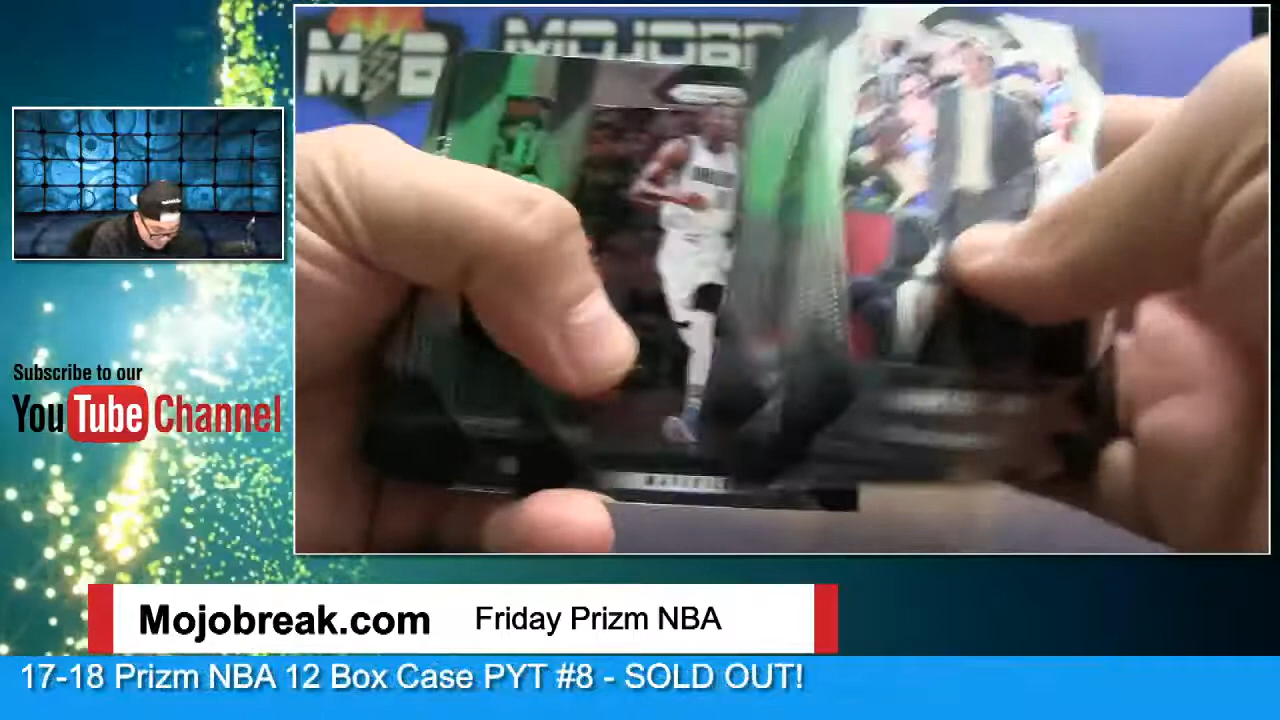 MOJOBR
M B
Subscribe to our
YouTube Channel
Mojobreak.com Friday Prizm NBA
17-18 Prizm NBA 12 Box Case PYT #8 - SOLD OUT!